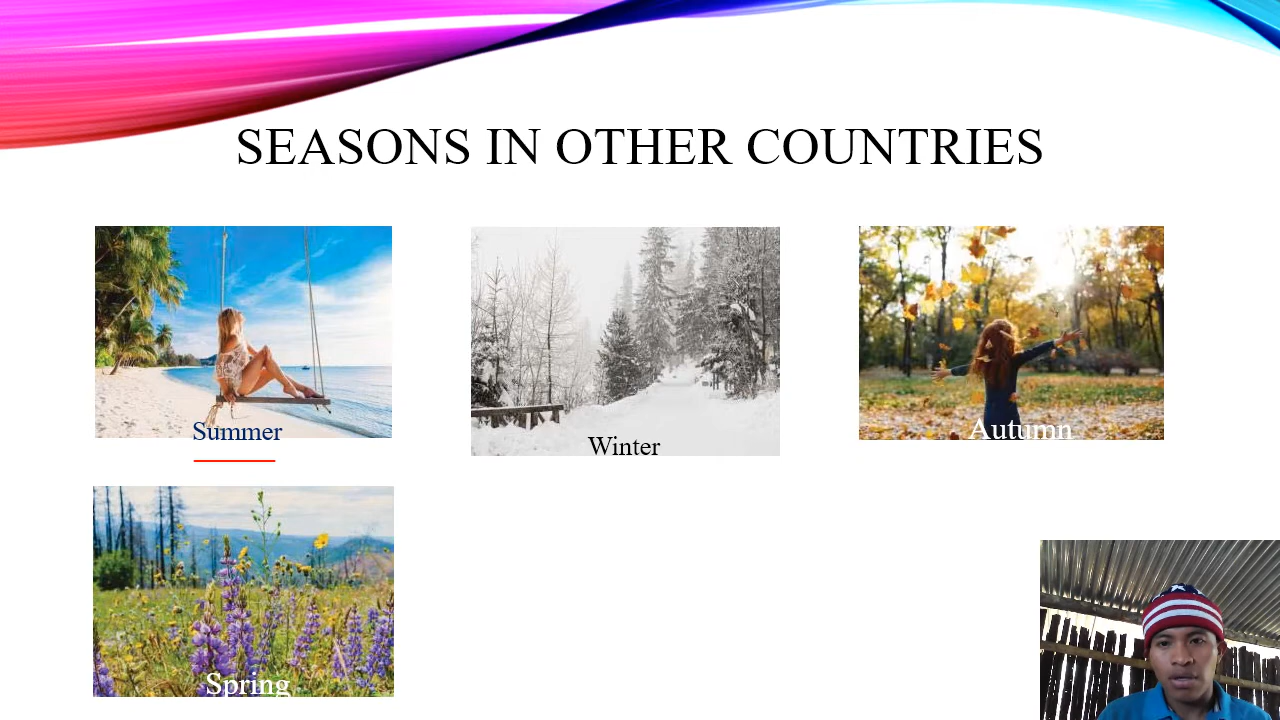 SEASONS IN OTHER COUNTRIES
Summer
Winter
Autumn
Spring